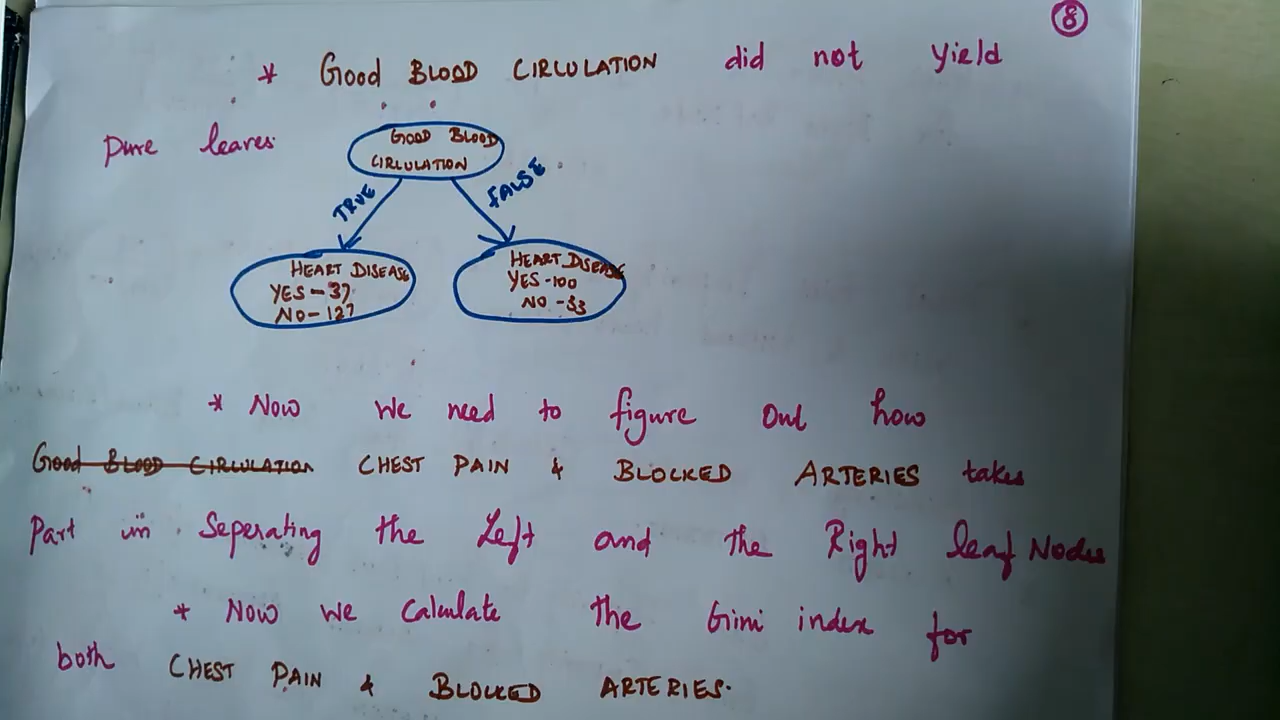 8
* Good BLOOD CIRLULATION did not Yield
Pure leaves
GOOD BLOOD
CIRLULATION
TRUE
FALSE
HEART DISEASE
YES - 37
NO - 127
HEART DISEASE
YES - 100
NO - 33
* Now We need to figure Out how
Good BLOOD CIRLULATION CHEST PAIN & BLOCKED ARTERIES takes
Part in Seperating the Left and the Right leaf Nodes
* Now We Calculate the Gini index for
both CHEST PAIN & BLOCKED ARTERIES.